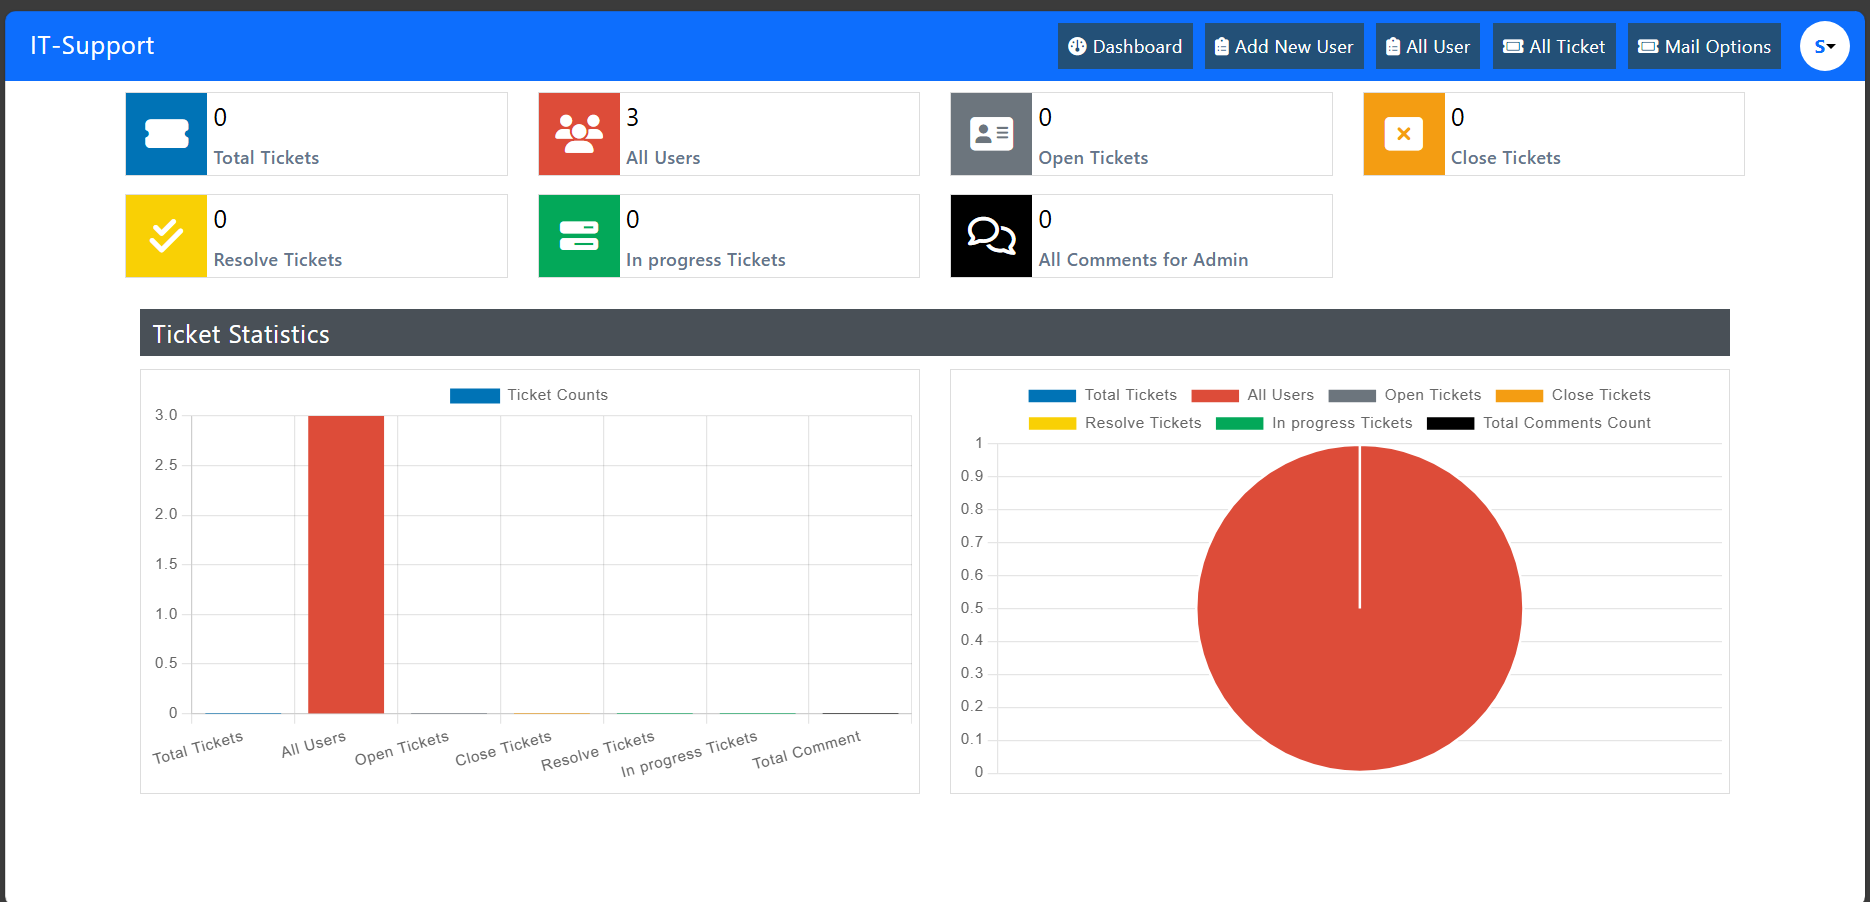 IT-Support
Dashboard
Add New User
All User
All Ticket
Mail Options
S
0
Total Tickets
3
All Users
0
Open Tickets
0
Close Tickets
0
Resolve Tickets
0
In progress Tickets
0
All Comments for Admin
Ticket Statistics
Ticket Counts
3.0
2.5
2.0
1.5
1.0
0.5
0
Total Tickets
All Users
Open Tickets
Close Tickets
Resolve Tickets
In progress Tickets
Total Comment
Total Tickets All Users Open Tickets Close Tickets
Resolve Tickets In progress Tickets Total Comments Count
1
0.9
0.8
0.7
0.6
0.5
0.4
0.3
0.2
0.1
0